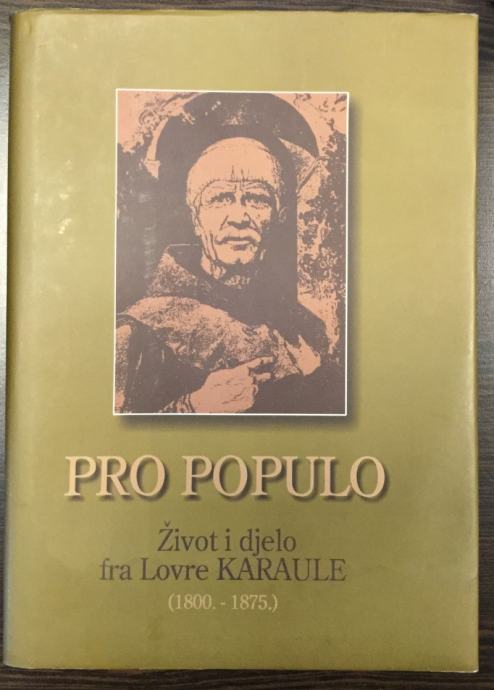 PRO POPULO
Život i djelo
fra Lovre KARAULE
(1800. - 1875.)